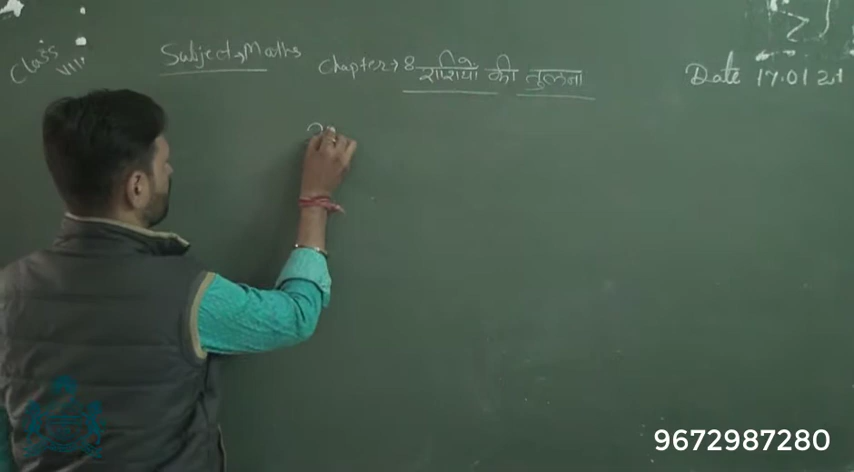 Class VIII
Subject → Maths
Chapter → 8 राशियों की तुलना
Date 17.01.21
9672987280